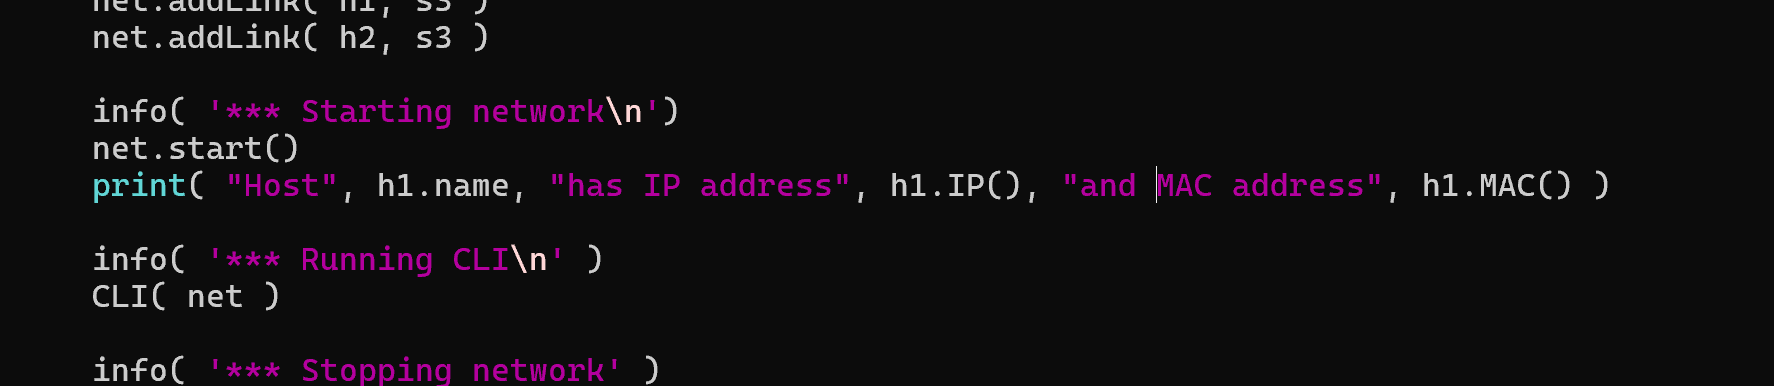 net.addLink( h1, s3 )
net.addLink( h2, s3 )
info( '*** Starting network\n')
net.start()
print( "Host", h1.name, "has IP address", h1.IP(), "and MAC address", h1.MAC() )
info( '*** Running CLI\n' )
CLI( net )
info( '*** Stopping network' )